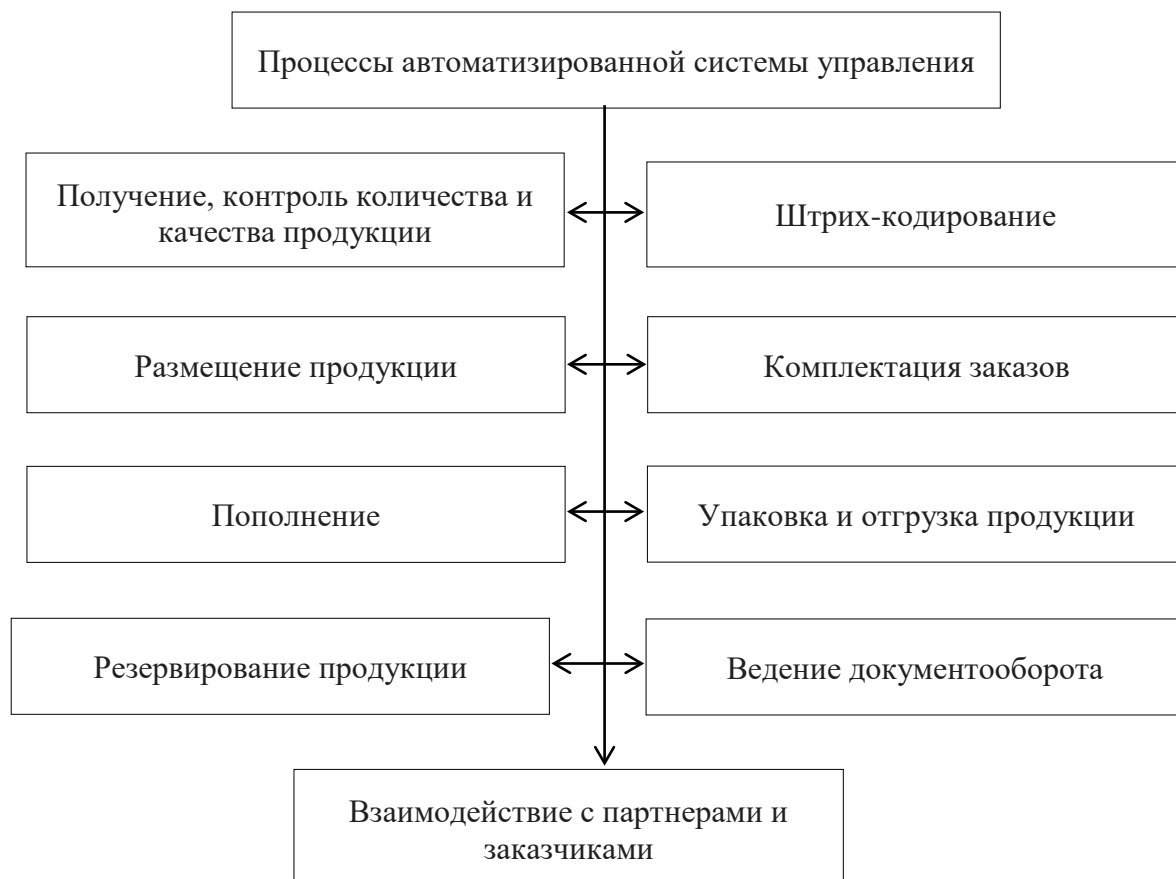 Процессы автоматизированной системы управления
Получение, контроль количества и
качества продукции
Штрих-кодирование
Размещение продукции
Комплектация заказов
Пополнение
Упаковка и отгрузка продукции
Резервирование продукции
Ведение документооборота
Взаимодействие с партнерами и
заказчиками